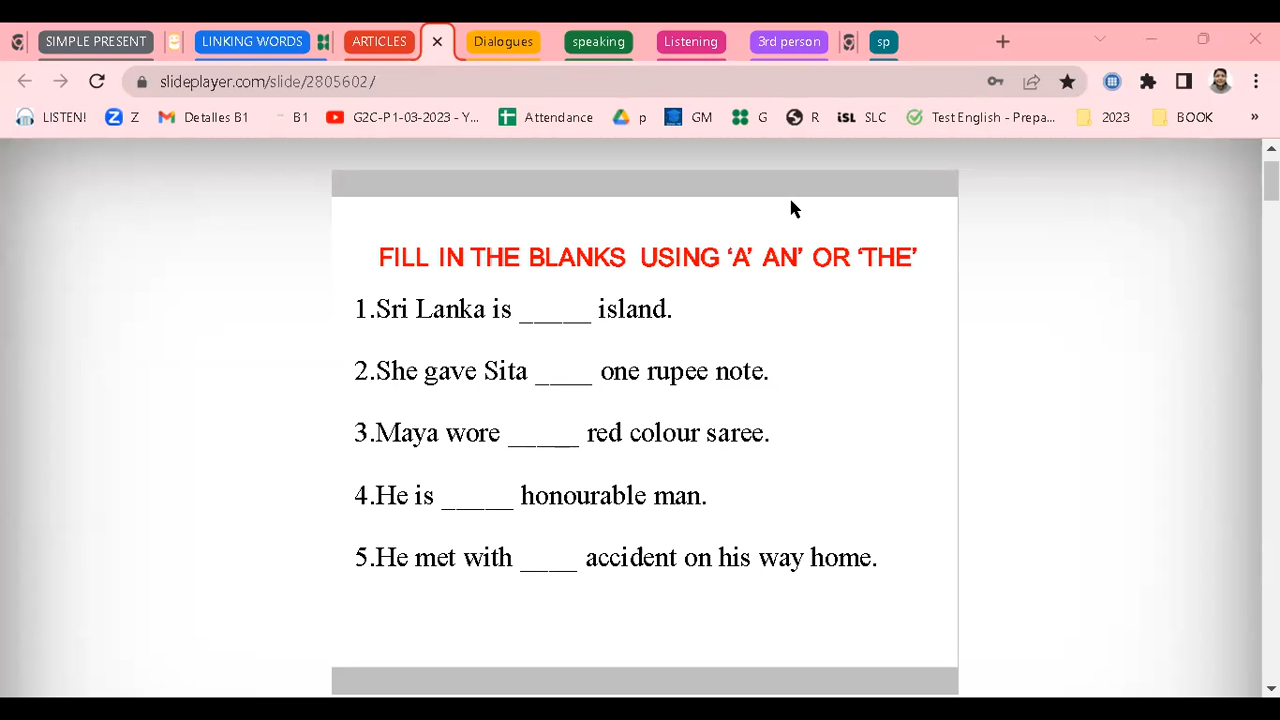 SIMPLE PRESENT LINKING WORDS ARTICLES Dialogues speaking Listening 3rd person sp
slideplayer.com/slide/2805602/
LISTEN! Z Detalles B1 B1 G2C-P1-03-2023 - Y... Attendance p GM G R iSL SLC Test English - Prepa... 2023 BOOK »
FILL IN THE BLANKS USING ‘A’ AN’ OR ‘THE’
1.Sri Lanka is _____ island.
2.She gave Sita ____ one rupee note.
3.Maya wore _____ red colour saree.
4.He is _____ honourable man.
5.He met with ____ accident on his way home.